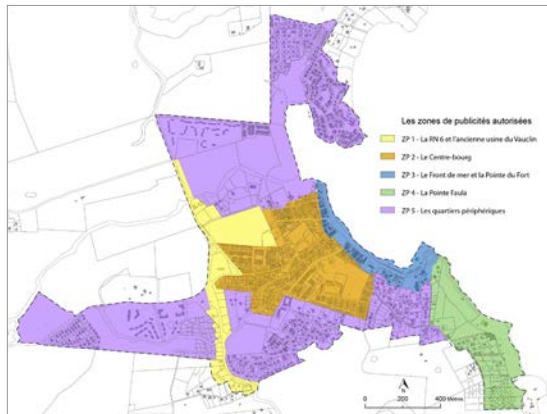 Les zones de publicités autorisées
ZP 1 - La RN 6 et l'ancienne usine du Vauclin
ZP 2 - Le Centre-bourg
ZP 3 - Le Front de mer et la Pointe du Fort
ZP 4 - La Pointe Faula
ZP 5 - Les quartiers périphériques
N
0 200 400 Mètres